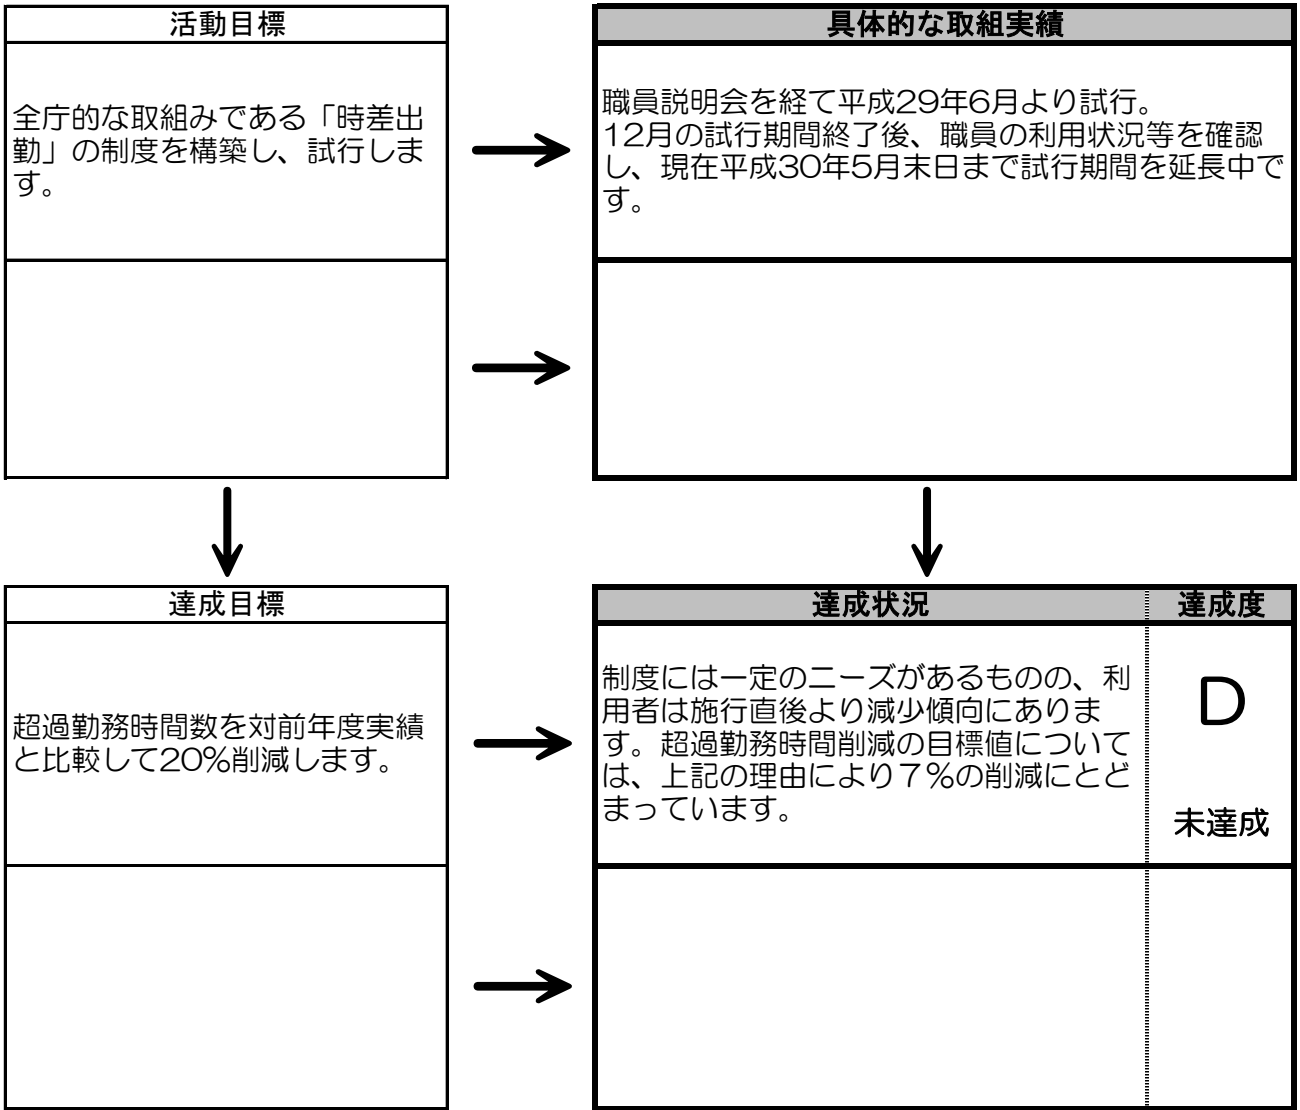 活動目標
全庁的な取組みである「時差出
勤」の制度を構築し、試行しま
す。
具体的な取組実績
職員説明会を経て平成29年6月より試行。
12月の試行期間終了後、職員の利用状況等を確認
し、現在平成30年5月末日まで試行期間を延長中で
す。
達成目標
超過勤務時間数を対前年度実績
と比較して20%削減します。
達成状況
達成度
制度には一定のニーズがあるものの、利
用者は施行直後より減少傾向にありま
す。超過勤務時間削減の目標値について
は、上記の理由により７%の削減にとど
まっています。
D
未達成